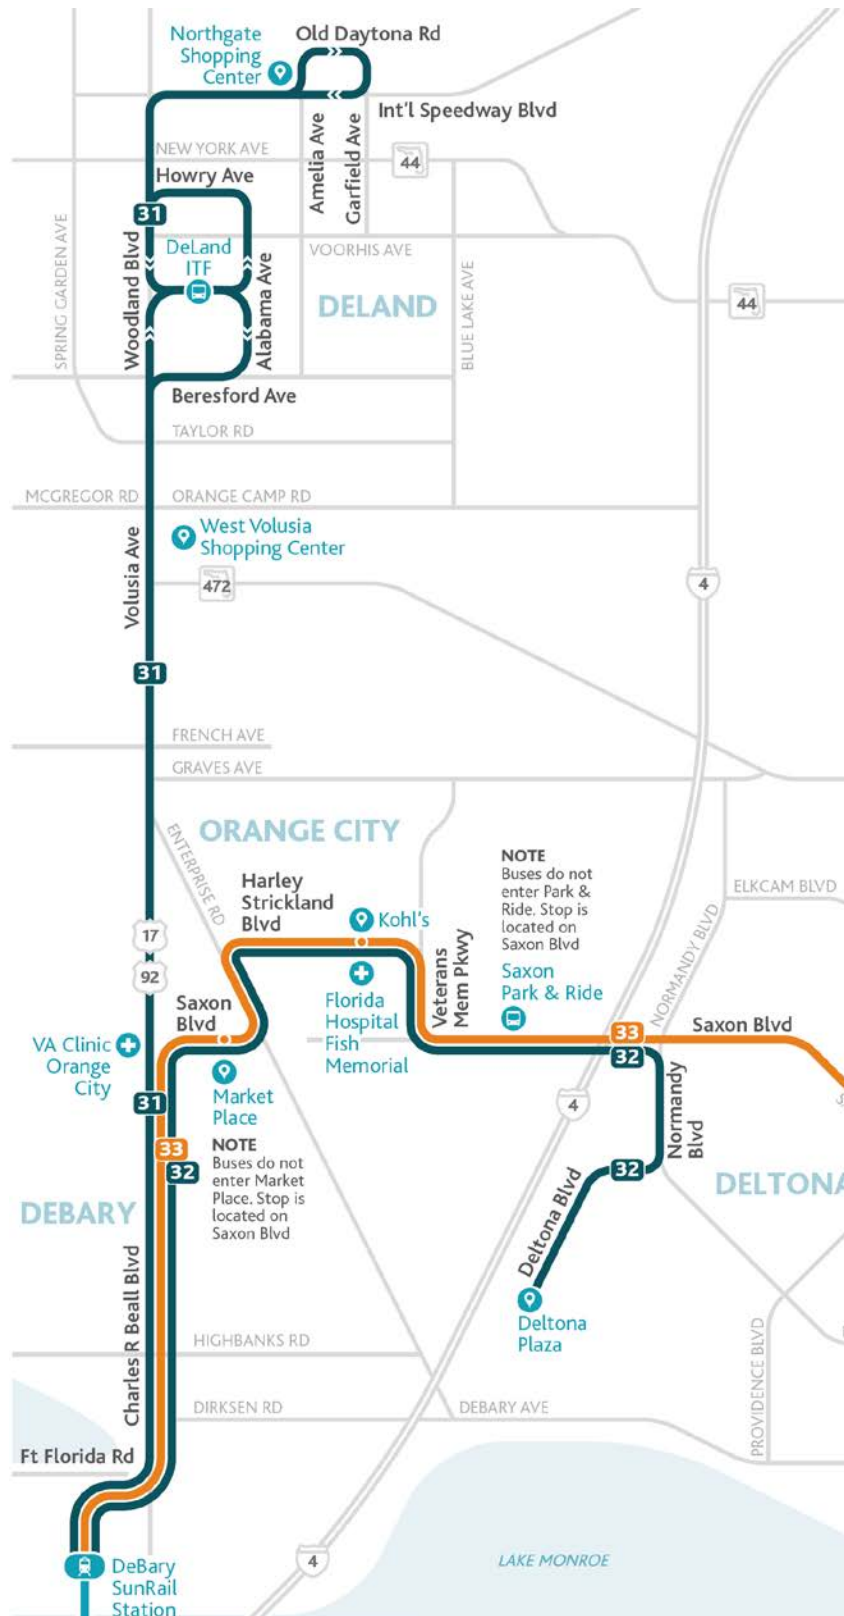 Northgate
Shopping
Center
Old Daytona Rd
Int'l Speedway Blvd
NEW YORK AVE
Howry Ave
Amelia Ave
Garfield Ave
44
31
SPRING GARDEN AVE
Woodland Blvd
DeLand
ITF
Alabama Ave
VOORHIS AVE
DELAND
BLUE LAKE AVE
44
Beresford Ave
TAYLOR RD
MCGREGOR RD
ORANGE CAMP RD
West Volusia
Shopping Center
Volusia Ave
472
4
31
FRENCH AVE
GRAVES AVE
ORANGE CITY
ENTERPRISE RD
Harley
Strickland
Blvd
Kohl's
NOTE
Buses do not
enter Park &
Ride. Stop is
located on
Saxon Blvd
ELKCAM BLVD
NORMANDY BLVD
17
92
Saxon
Blvd
Florida
Hospital
Fish
Memorial
Veterans
Mem Pkwy
Saxon
Park & Ride
33
32
Saxon Blvd
VA Clinic
Orange
City
Market
Place
31
33
32
NOTE
Buses do not
enter Market
Place. Stop is
located on
Saxon Blvd
4
Normandy
Blvd
32
DELTONA
DEBARY
Deltona Blvd
Deltona
Plaza
Charles R Beall Blvd
HIGHBANKS RD
PROVIDENCE BLVD
DIRKSEN RD
DEBARY AVE
Ft Florida Rd
4
LAKE MONROE
DeBary
SunRail
Station